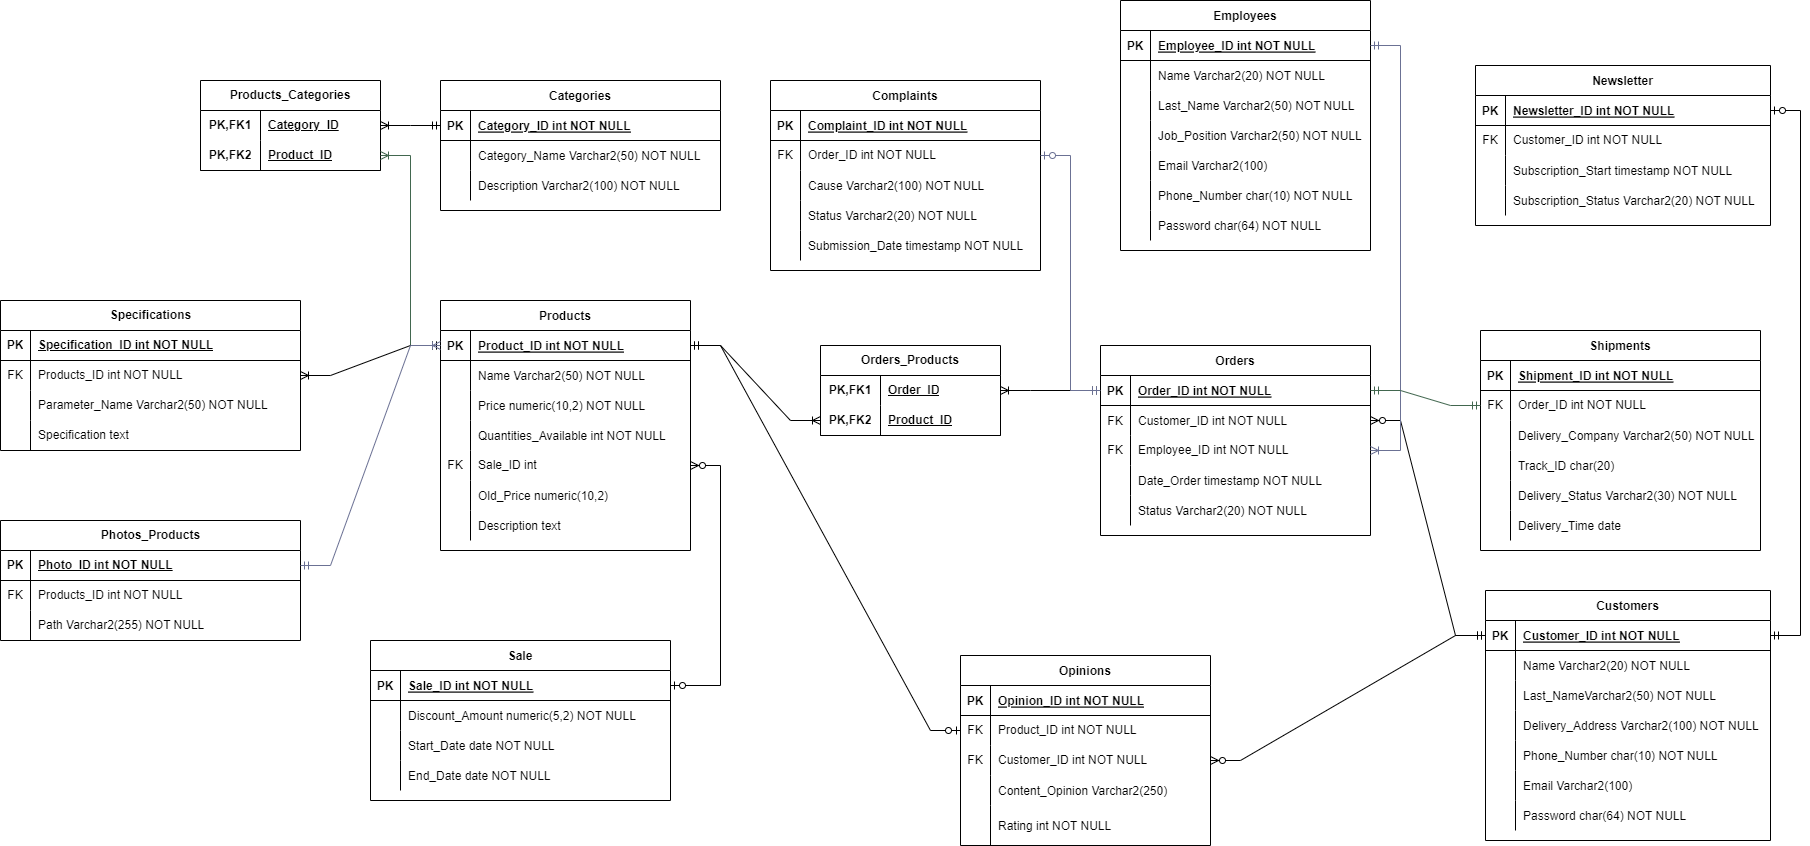 Employees
PK Employee_ID int NOT NULL
Name Varchar2(20) NOT NULL
Last_Name Varchar2(50) NOT NULL
Job_Position Varchar2(50) NOT NULL
Email Varchar2(100)
Phone_Number char(10) NOT NULL
Password char(64) NOT NULL
Products_Categories
PK,FK1 Category_ID
PK,FK2 Product_ID
Categories
PK Category_ID int NOT NULL
Category_Name Varchar2(50) NOT NULL
Description Varchar2(100) NOT NULL
Complaints
PK Complaint_ID int NOT NULL
FK Order_ID int NOT NULL
Cause Varchar2(100) NOT NULL
Status Varchar2(20) NOT NULL
Submission_Date timestamp NOT NULL
Newsletter
PK Newsletter_ID int NOT NULL
FK Customer_ID int NOT NULL
Subscription_Start timestamp NOT NULL
Subscription_Status Varchar2(20) NOT NULL
Specifications
PK Specification_ID int NOT NULL
FK Products_ID int NOT NULL
Parameter_Name Varchar2(50) NOT NULL
Specification text
Products
PK Product_ID int NOT NULL
Name Varchar2(50) NOT NULL
Price numeric(10,2) NOT NULL
Quantities_Available int NOT NULL
FK Sale_ID int
Old_Price numeric(10,2)
Description text
Orders_Products
PK,FK1 Order_ID
PK,FK2 Product_ID
Orders
PK Order_ID int NOT NULL
FK Customer_ID int NOT NULL
FK Employee_ID int NOT NULL
Date_Order timestamp NOT NULL
Status Varchar2(20) NOT NULL
Shipments
PK Shipment_ID int NOT NULL
FK Order_ID int NOT NULL
Delivery_Company Varchar2(50) NOT NULL
Track_ID char(20)
Delivery_Status Varchar2(30) NOT NULL
Delivery_Time date
Photos_Products
PK Photo_ID int NOT NULL
FK Products_ID int NOT NULL
Path Varchar2(255) NOT NULL
Sale
PK Sale_ID int NOT NULL
Discount_Amount numeric(5,2) NOT NULL
Start_Date date NOT NULL
End_Date date NOT NULL
Opinions
PK Opinion_ID int NOT NULL
FK Product_ID int NOT NULL
FK Customer_ID int NOT NULL
Content_Opinion Varchar2(250)
Rating int NOT NULL
Customers
PK Customer_ID int NOT NULL
Name Varchar2(20) NOT NULL
Last_NameVarchar2(50) NOT NULL
Delivery_Address Varchar2(100) NOT NULL
Phone_Number char(10) NOT NULL
Email Varchar2(100)
Password char(64) NOT NULL